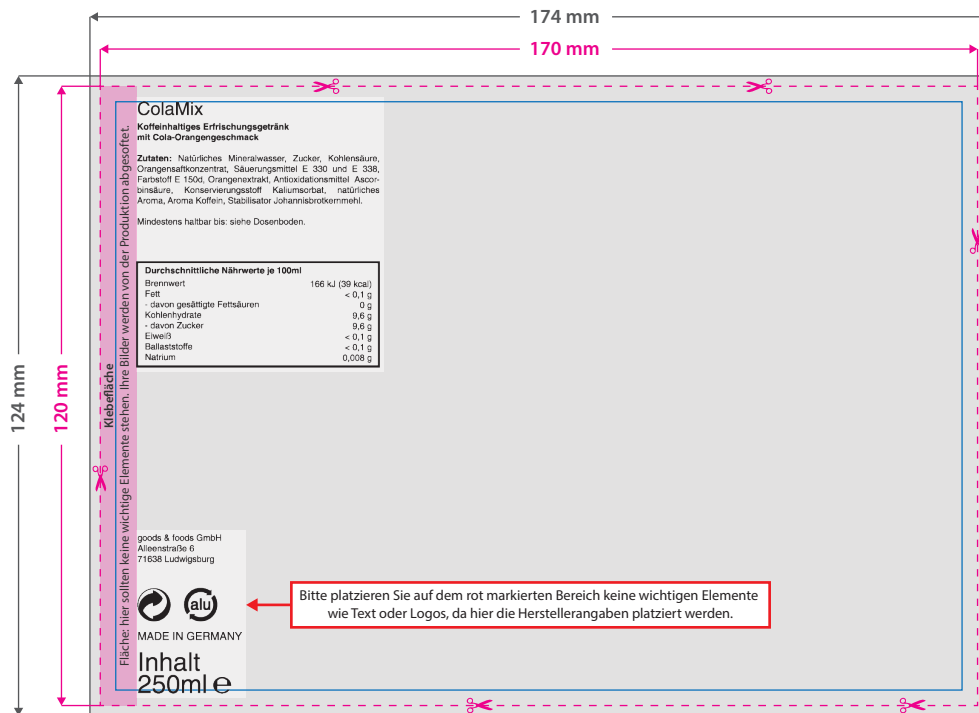 174 mm
170 mm
124 mm
120 mm
Klebefläche
Fläche: hier sollten keine wichtige Elemente stehen. Ihre Bilder werden von der Produktion abgesoftet.
ColaMix
Koffeinhaltiges Erfrischungsgetränk
mit Cola-Orangengeschmack
Zutaten: Natürliches Mineralwasser, Zucker, Kohlensäure,
Orangensaftkonzentrat, Säuerungsmittel E 330 und E 338,
Farbstoff E 150d, Orangenextrakt, Antioxidationsmittel Ascor-
binsäure, Konservierungsstoff Kaliumsorbat, natürliches
Aroma, Aroma Koffein, Stabilisator Johannisbrotkernmehl.
Mindestens haltbar bis: siehe Dosenboden.
Durchschnittliche Nährwerte je 100ml
Brennwert 166 kJ (39 kcal)
Fett < 0,1 g
- davon gesättigte Fettsäuren 0 g
Kohlenhydrate 9,6 g
- davon Zucker 9,6 g
Eiweiß < 0,1 g
Ballaststoffe < 0,1 g
Natrium 0,008 g
goods & foods GmbH
Alleenstraße 6
71638 Ludwigsburg
alu
MADE IN GERMANY
Inhalt
250ml ℮
Bitte platzieren Sie auf dem rot markierten Bereich keine wichtigen Elemente
wie Text oder Logos, da hier die Herstellerangaben platziert werden.